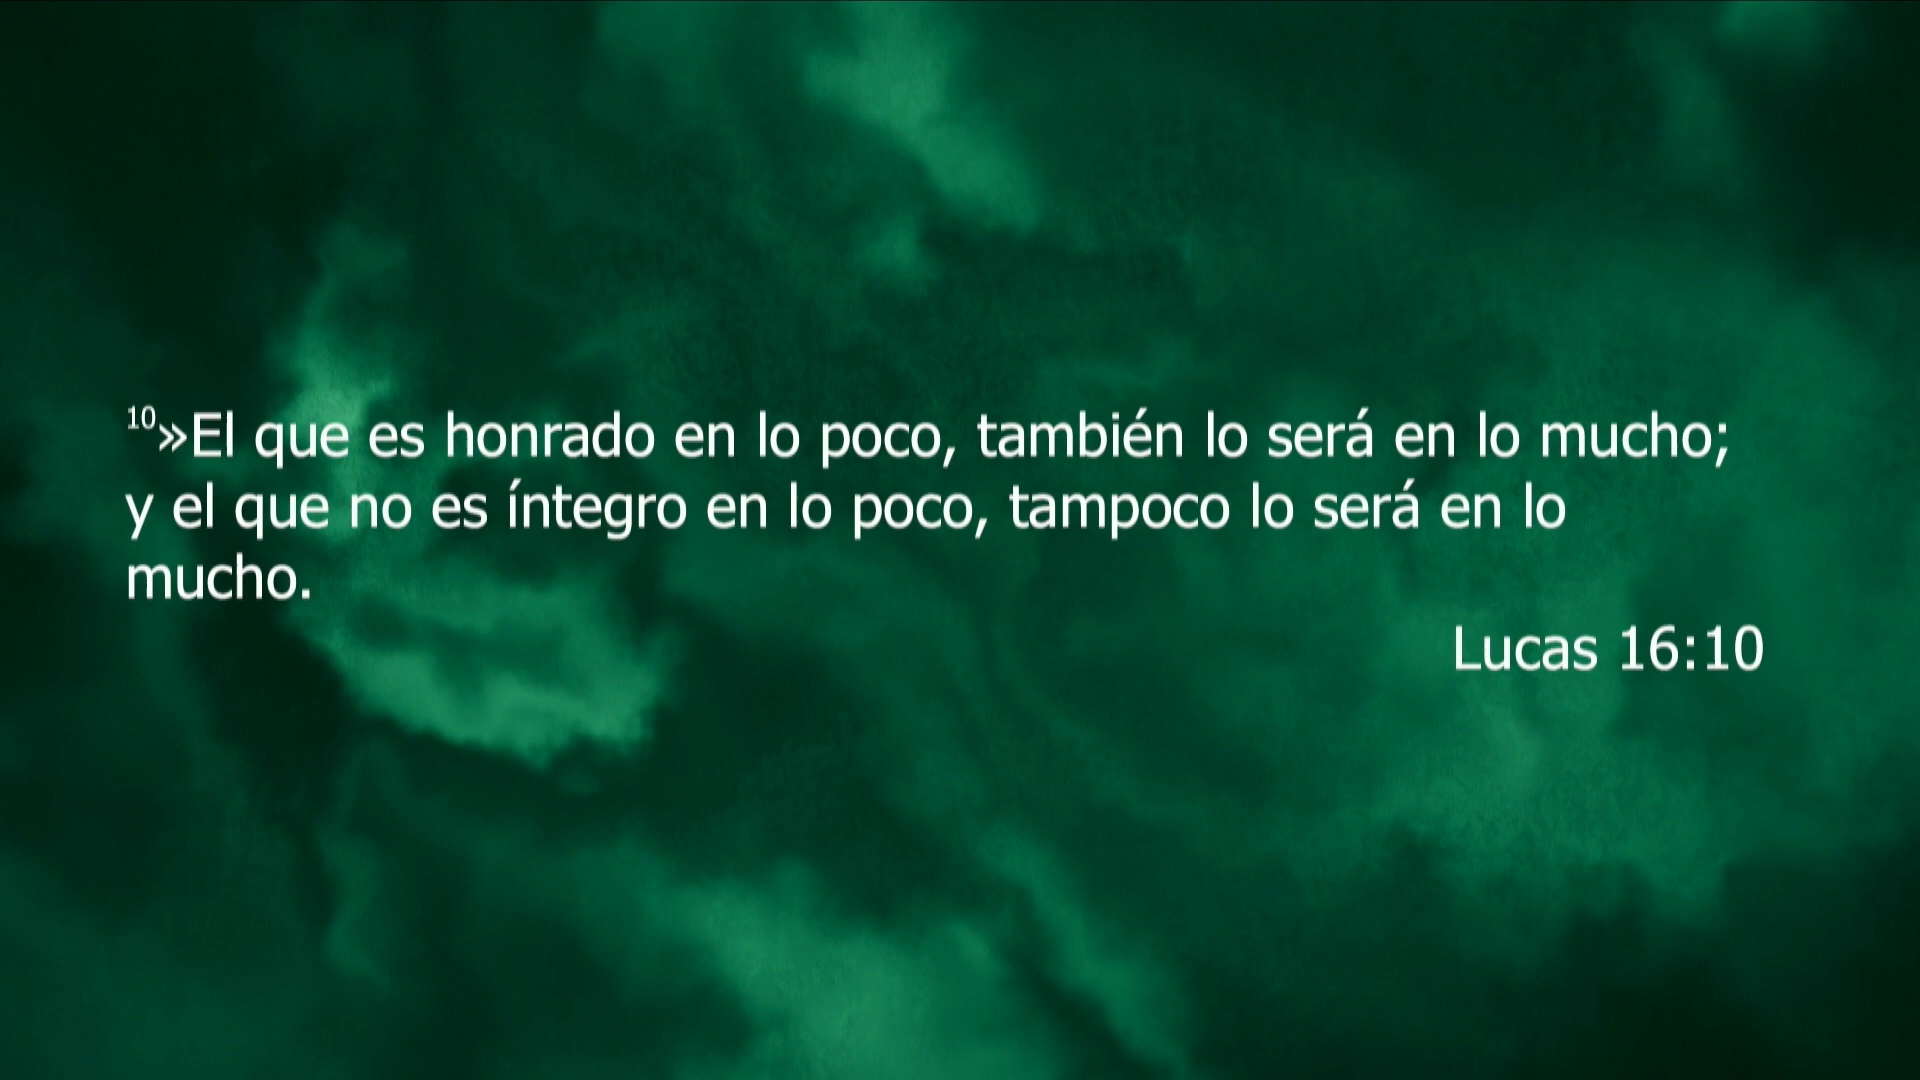 10»El que es honrado en lo poco, también lo será en lo mucho;
y el que no es íntegro en lo poco, tampoco lo será en lo
mucho.
Lucas 16:10